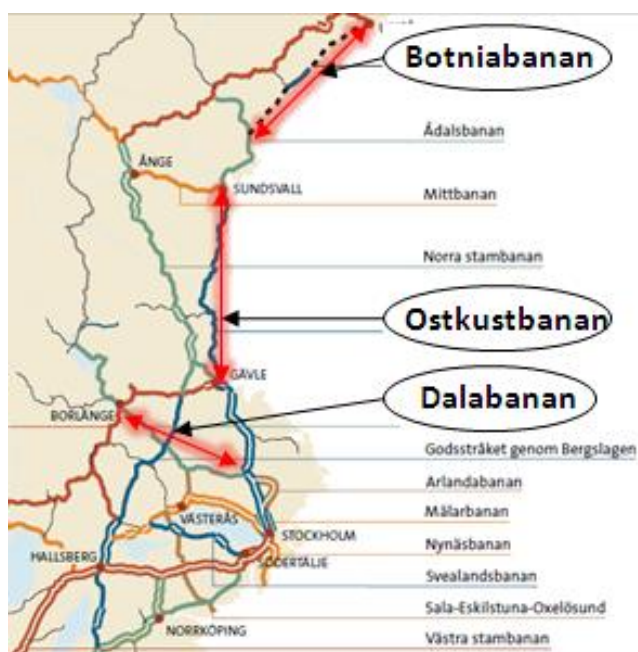 Botniabanan
Ådalsbanan
ÅNGE
SUNDSVALL
Mittbanan
Norra stambanan
Ostkustbanan
GÄVLE
Dalabanan
BORLÄNGE
Godsstråket genom Bergslagen
Arlandabanan
Mälarbanan
VÄSTERÅS
STOCKHOLM
Nynäsbanan
HALLSBERG
SÖDERTÄLJE
Svealandsbanan
Sala-Eskilstuna-Oxelösund
NORRKÖPING
Västra stambanan